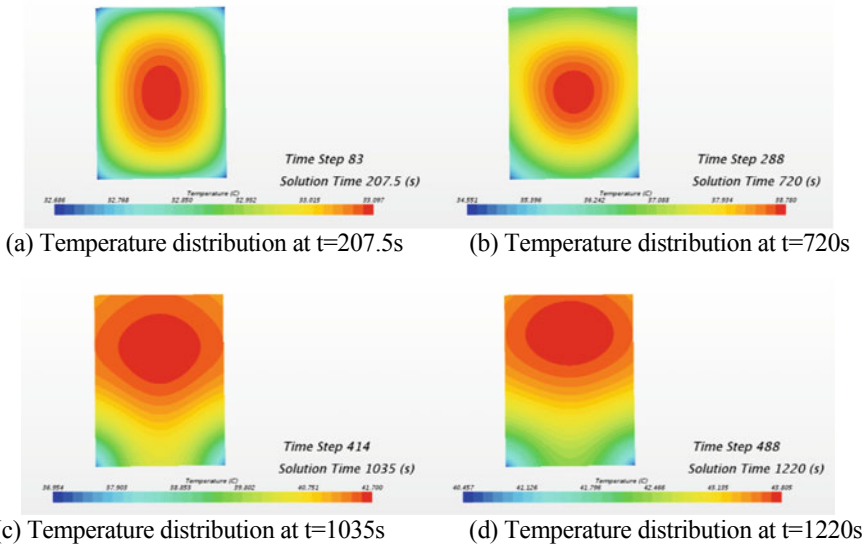 Time Step 83
Solution Time 207.5 (s)
Temperature (C)
32.686 32.768 32.850 32.932 33.015 33.097
(a) Temperature distribution at t=207.5s
Time Step 288
Solution Time 720 (s)
Temperature (C)
34.551 35.396 36.242 37.088 37.934 38.780
(b) Temperature distribution at t=720s
Time Step 414
Solution Time 1035 (s)
Temperature (C)
36.954 37.903 38.853 39.802 40.751 41.700
(c) Temperature distribution at t=1035s
Time Step 488
Solution Time 1220 (s)
Temperature (C)
40.457 41.126 41.796 42.466 43.135 43.805
(d) Temperature distribution at t=1220s